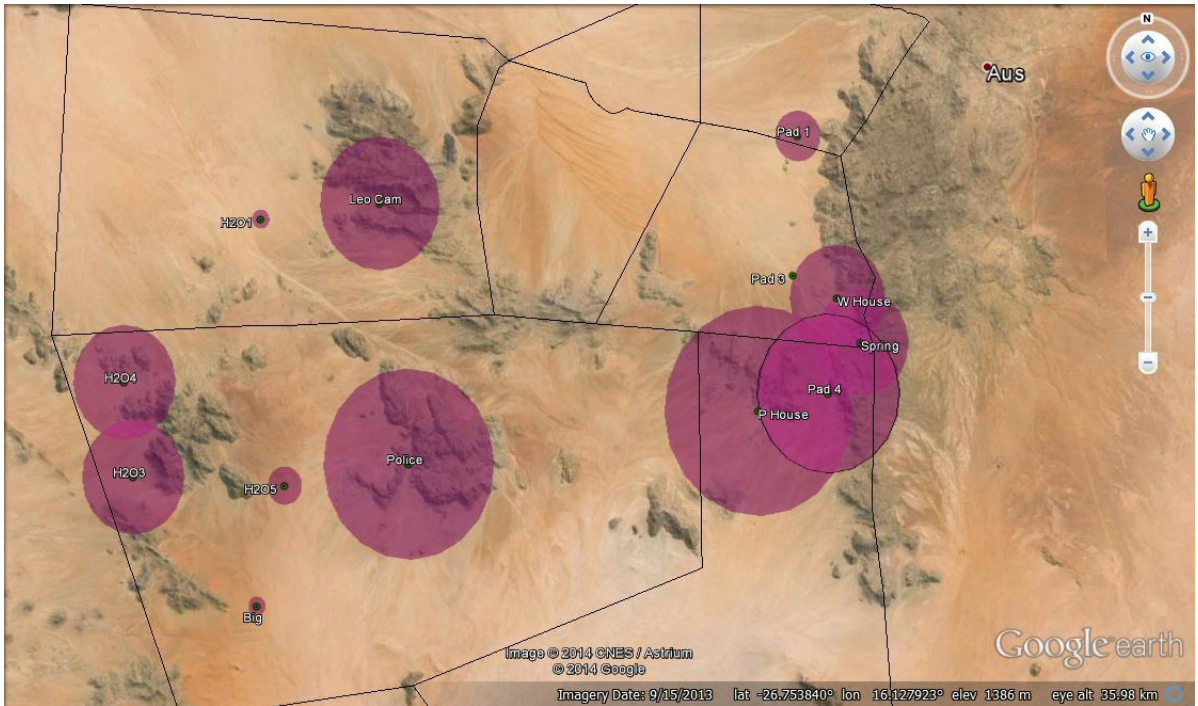 N
Aus
Pad 1
Leo Cam
H2O1
Pad 3
W House
Spring
H2O4
Pad 4
P House
Police
H2O3
H2O5
Big
Image © 2014 CNES / Astrium
© 2014 Google
Google earth
Imagery Date: 9/15/2013 lat -26.753840° lon 16.127923° elev 1386 m eye alt 35.98 km